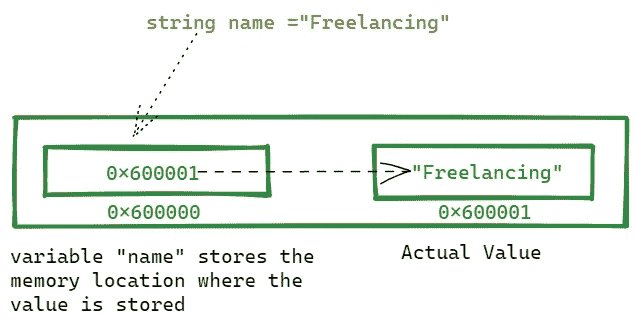 string name ="Freelancing"
0×600001
"Freelancing"
0×600000
0×600001
variable "name" stores the
memory location where the
value is stored
Actual Value